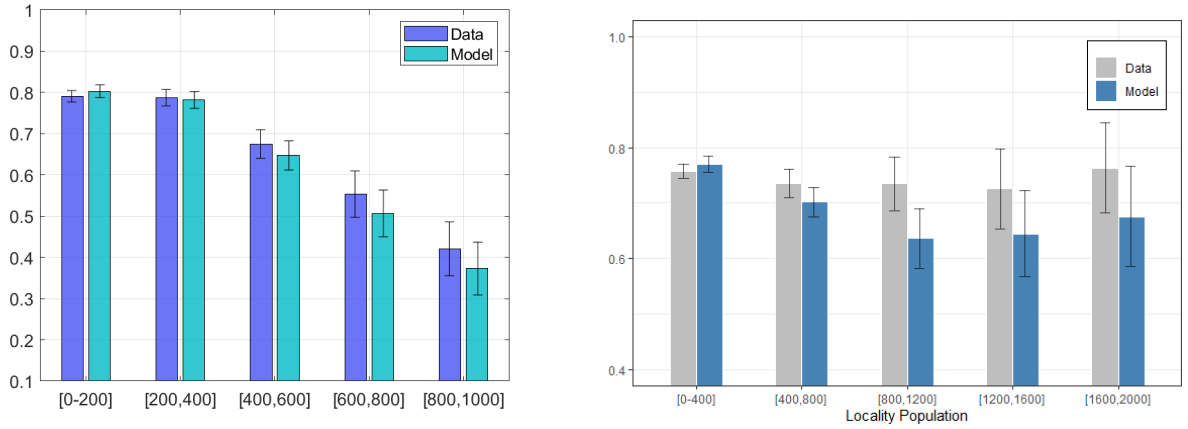 1
0.9
0.8
0.7
0.6
0.5
0.4
0.3
0.2
0.1
Data
Model
[0-200] [200,400] [400,600] [600,800] [800,1000]
1.0
0.8
0.6
0.4
Data
Model
[0-400] [400,800] [800,1200] [1200,1600] [1600,2000]
Locality Population